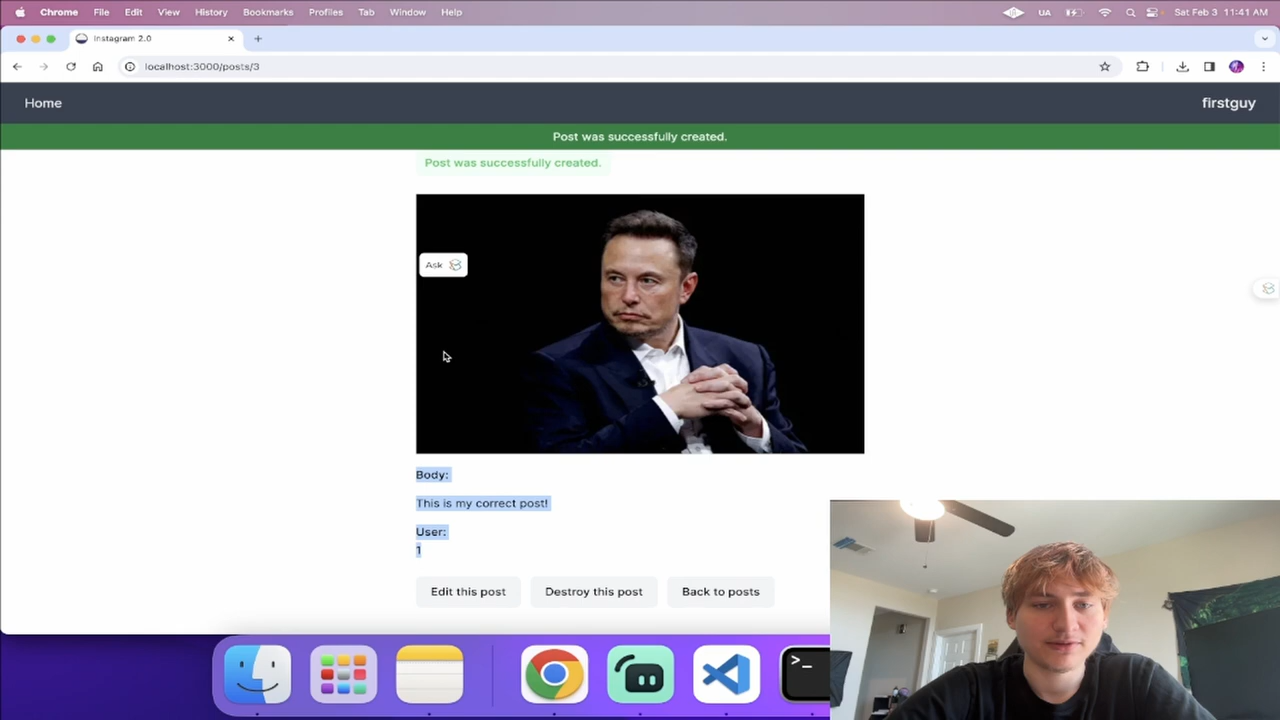 Chrome File Edit View History Bookmarks Profiles Tab Window Help UA Sat Feb 3 11:41 AM
Instagram 2.0
localhost:3000/posts/3
Home firstguy
Post was successfully created.
Post was successfully created.
Ask
Body:
This is my correct post!
User:
1
Edit this post Destroy this post Back to posts
>_